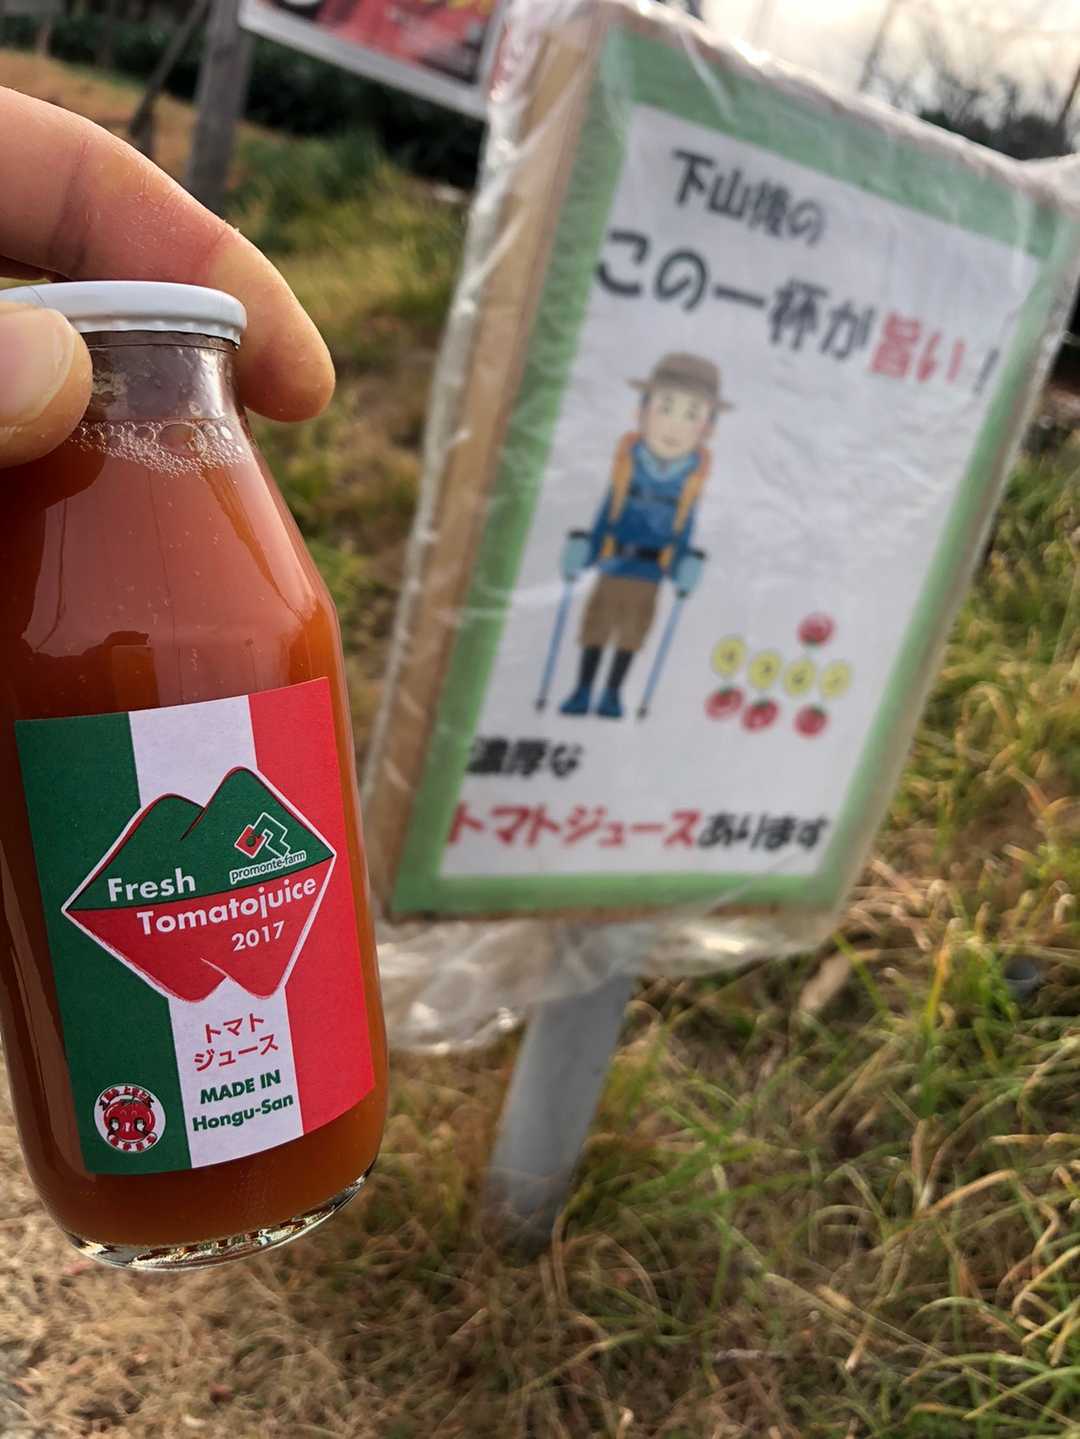 下山後の
この一杯が旨い!
濃厚な
トマトジュースあります
promonte-farm
Fresh
Tomatojuice
2017
トマト
ジュース
MADE IN
Hongu-San